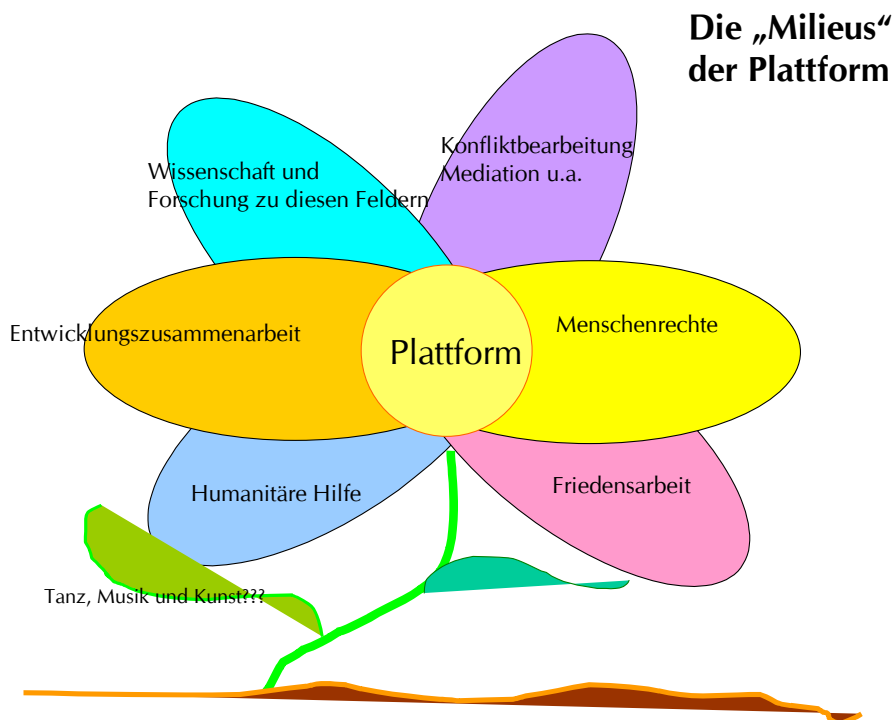 Die „Milieus“
der Plattform
Konfliktbearbeitung
Mediation u.a.
Wissenschaft und
Forschung zu diesen Feldern
Entwicklungszusammenarbeit
Plattform
Menschenrechte
Humanitäre Hilfe
Friedensarbeit
Tanz, Musik und Kunst???